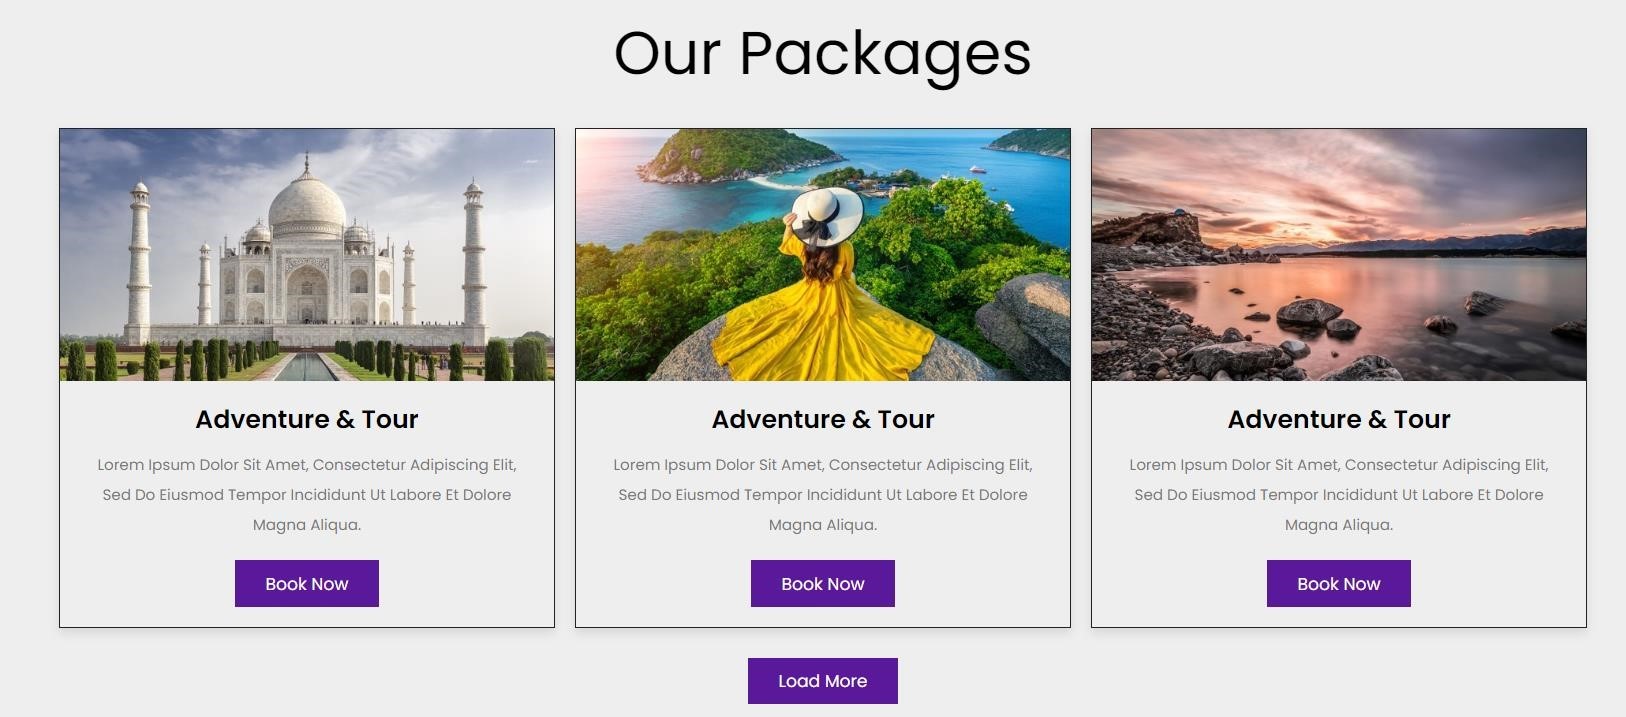 Our Packages
Adventure & Tour
Lorem Ipsum Dolor Sit Amet, Consectetur Adipiscing Elit,
Sed Do Eiusmod Tempor Incididunt Ut Labore Et Dolore
Magna Aliqua.
Book Now
Adventure & Tour
Lorem Ipsum Dolor Sit Amet, Consectetur Adipiscing Elit,
Sed Do Eiusmod Tempor Incididunt Ut Labore Et Dolore
Magna Aliqua.
Book Now
Adventure & Tour
Lorem Ipsum Dolor Sit Amet, Consectetur Adipiscing Elit,
Sed Do Eiusmod Tempor Incididunt Ut Labore Et Dolore
Magna Aliqua.
Book Now
Load More